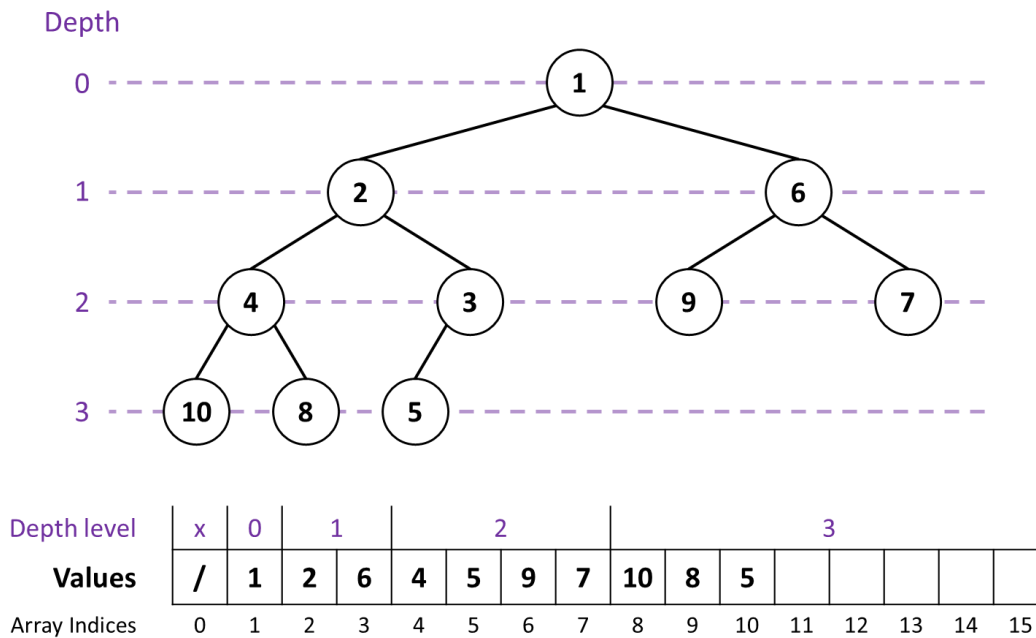 Depth
0 1
1 2 6
2 4 3 9 7
3 10 8 5
Depth level x 0 1 2 3
Values / 1 2 6 4 5 9 7 10 8 5
Array Indices 0 1 2 3 4 5 6 7 8 9 10 11 12 13 14 15